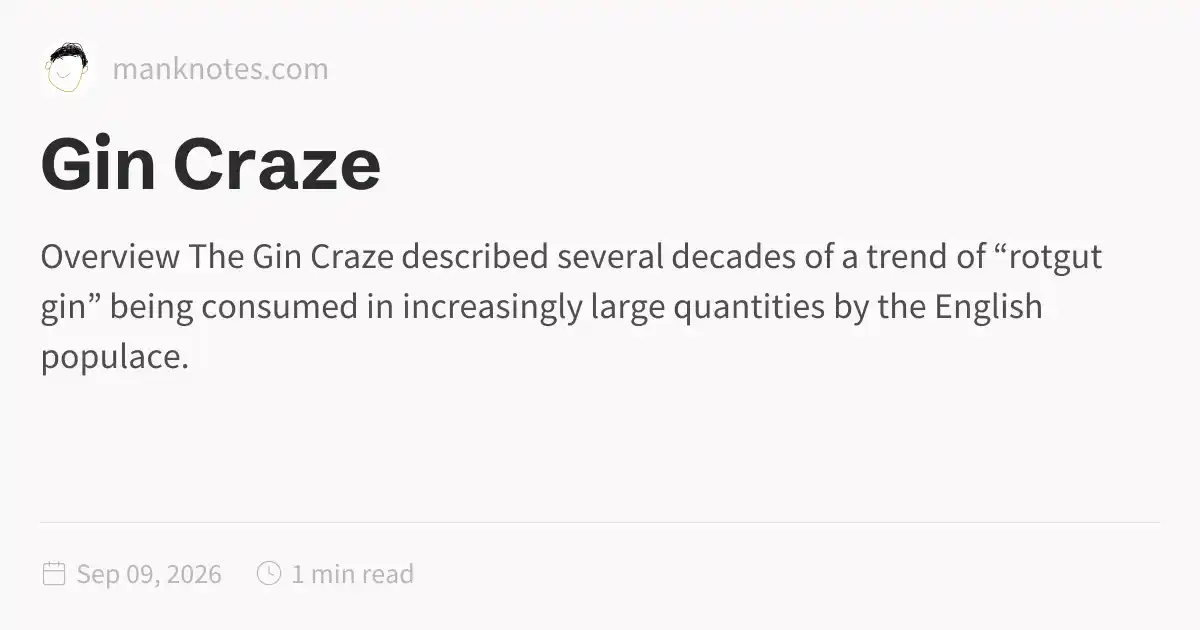 manknotes.com
Gin Craze
Overview The Gin Craze described several decades of a trend of “rotgut
gin” being consumed in increasingly large quantities by the English
populace.
Sep 09, 2026 1 min read